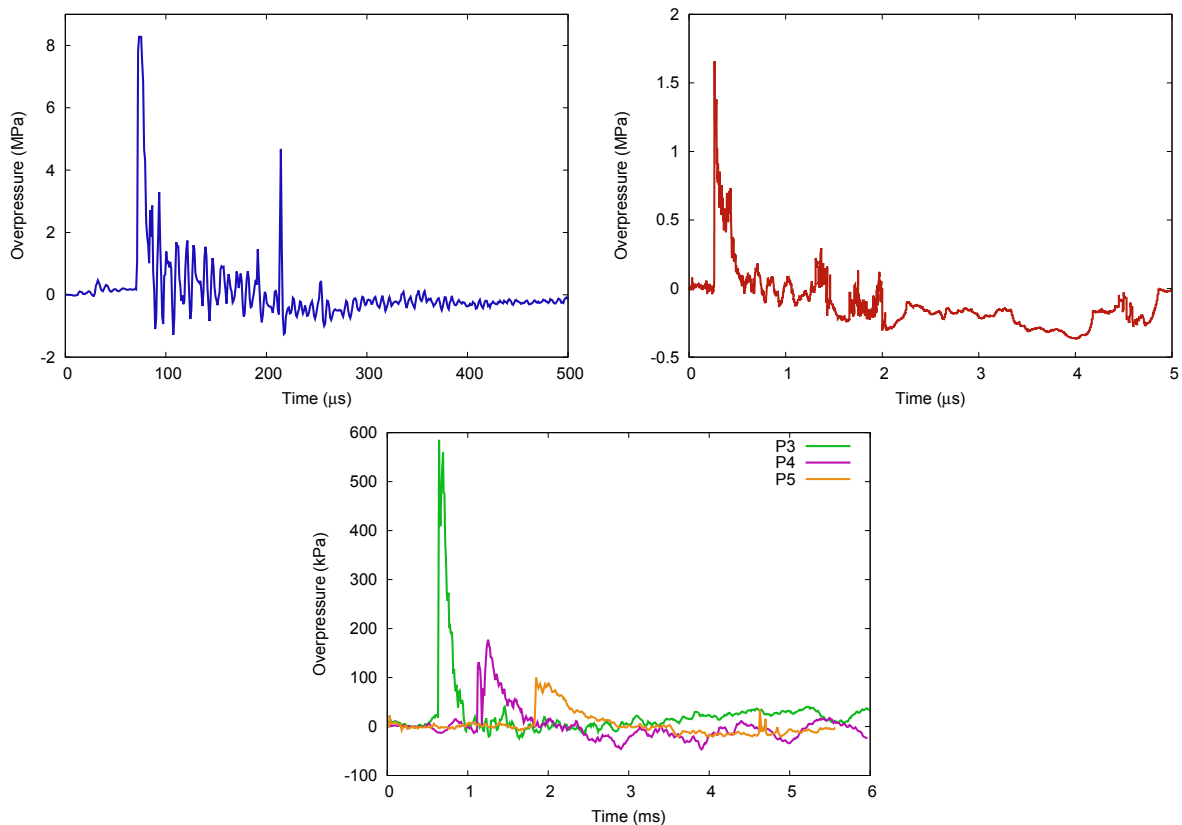 8
6
4
2
0
-2
Overpressure (MPa)
0 100 200 300 400 500
Time (μs)
2
1.5
1
0.5
0
-0.5
Overpressure (MPa)
0 1 2 3 4 5
Time (μs)
600
500
400
300
200
100
0
-100
Overpressure (kPa)
P3
P4
P5
0 1 2 3 4 5 6
Time (ms)